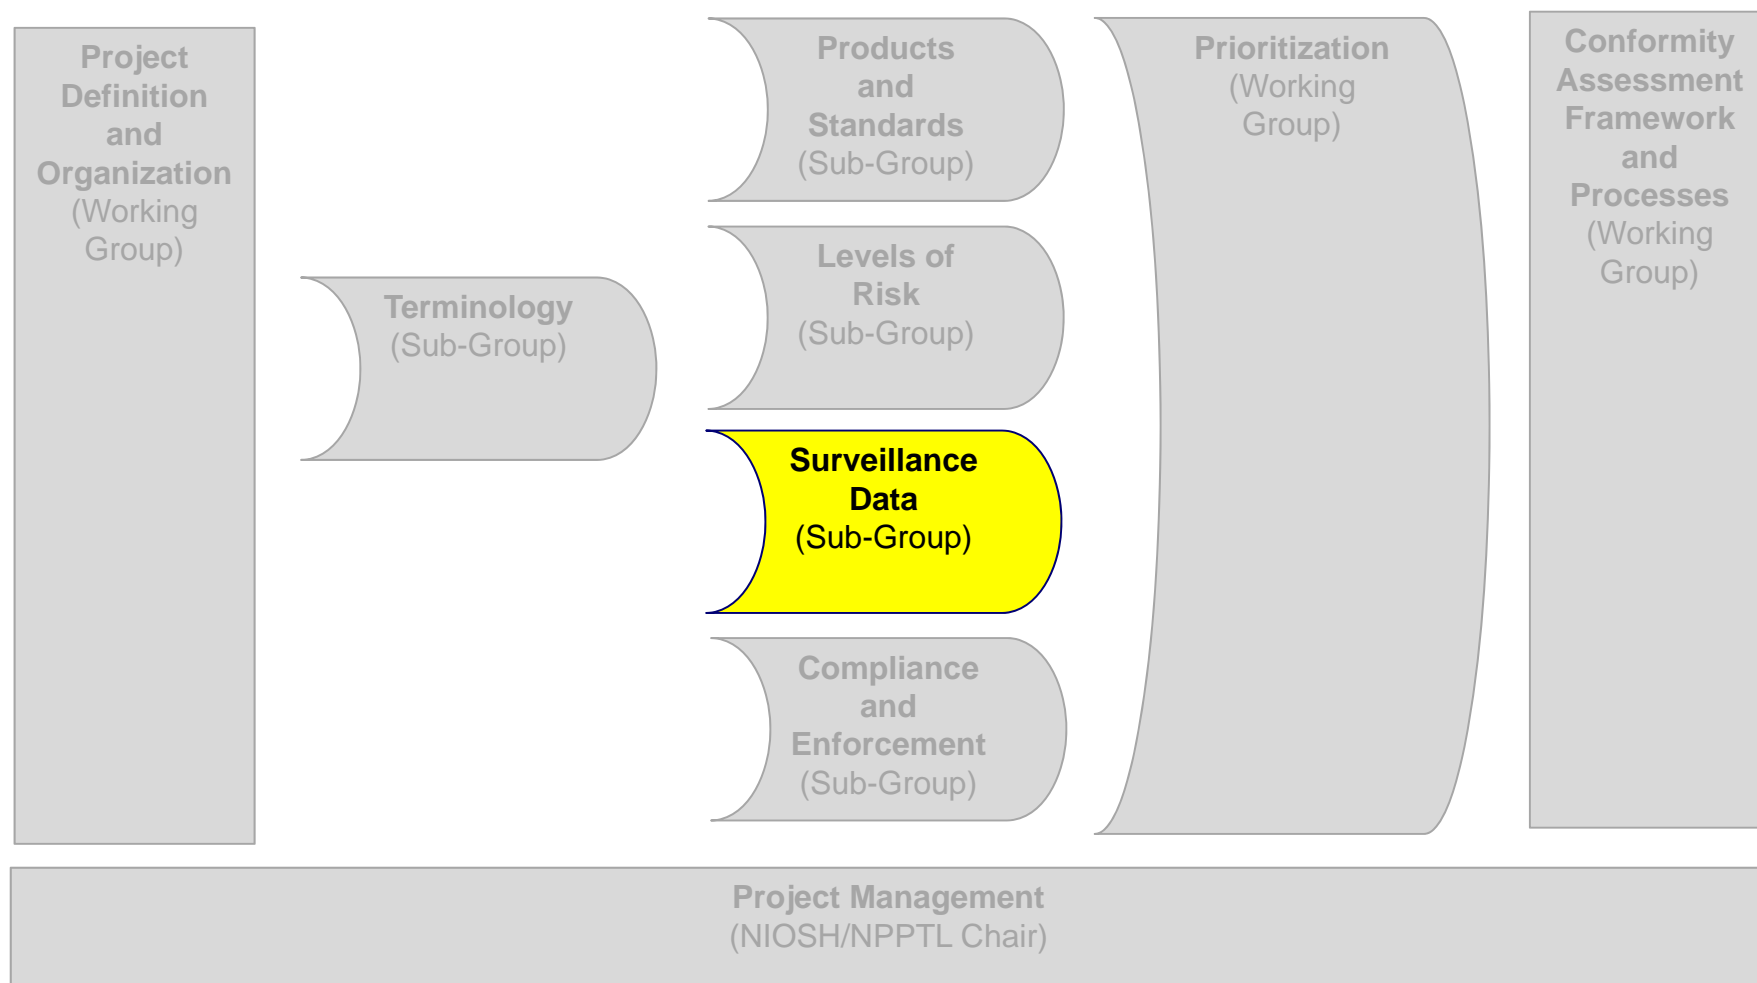 Project
Definition
and
Organization
(Working
Group)
Terminology
(Sub-Group)
Products
and
Standards
(Sub-Group)
Levels of
Risk
(Sub-Group)
Surveillance
Data
(Sub-Group)
Compliance
and
Enforcement
(Sub-Group)
Prioritization
(Working
Group)
Conformity
Assessment
Framework
and
Processes
(Working
Group)
Project Management
(NIOSH/NPPTL Chair)